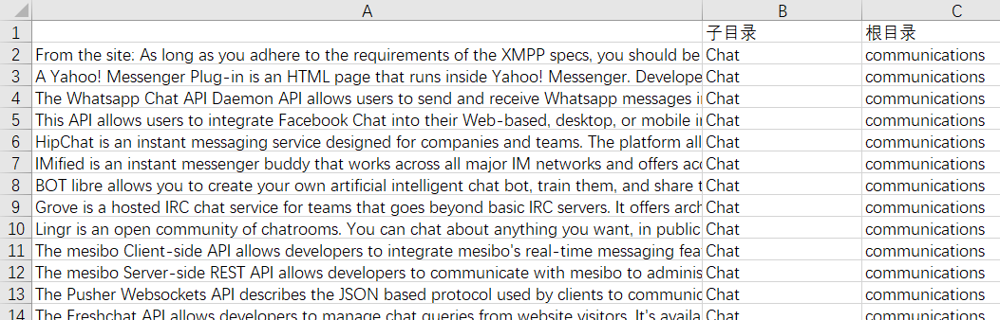 A B C
1 子目录 根目录
2 From the site: As long as you adhere to the requirements of the XMPP specs, you should be Chat communications
3 A Yahoo! Messenger Plug-in is an HTML page that runs inside Yahoo! Messenger. Develope Chat communications
4 The Whatsapp Chat API Daemon API allows users to send and receive Whatsapp messages i Chat communications
5 This API allows users to integrate Facebook Chat into their Web-based, desktop, or mobile i Chat communications
6 HipChat is an instant messaging service designed for companies and teams. The platform all Chat communications
7 IMified is an instant messenger buddy that works across all major IM networks and offers acc Chat communications
8 BOT libre allows you to create your own artificial intelligent chat bot, train them, and share t Chat communications
9 Grove is a hosted IRC chat service for teams that goes beyond basic IRC servers. It offers arch Chat communications
10 Lingr is an open community of chatrooms. You can chat about anything you want, in public Chat communications
11 The mesibo Client-side API allows developers to integrate mesibo's real-time messaging fea Chat communications
12 The mesibo Server-side REST API allows developers to communicate with mesibo to adminis Chat communications
13 The Pusher Websockets API describes the JSON based protocol used by clients to communic Chat communications
14 The Freshchat API allows developers to manage chat queries from website visitors. It's availa Chat communications